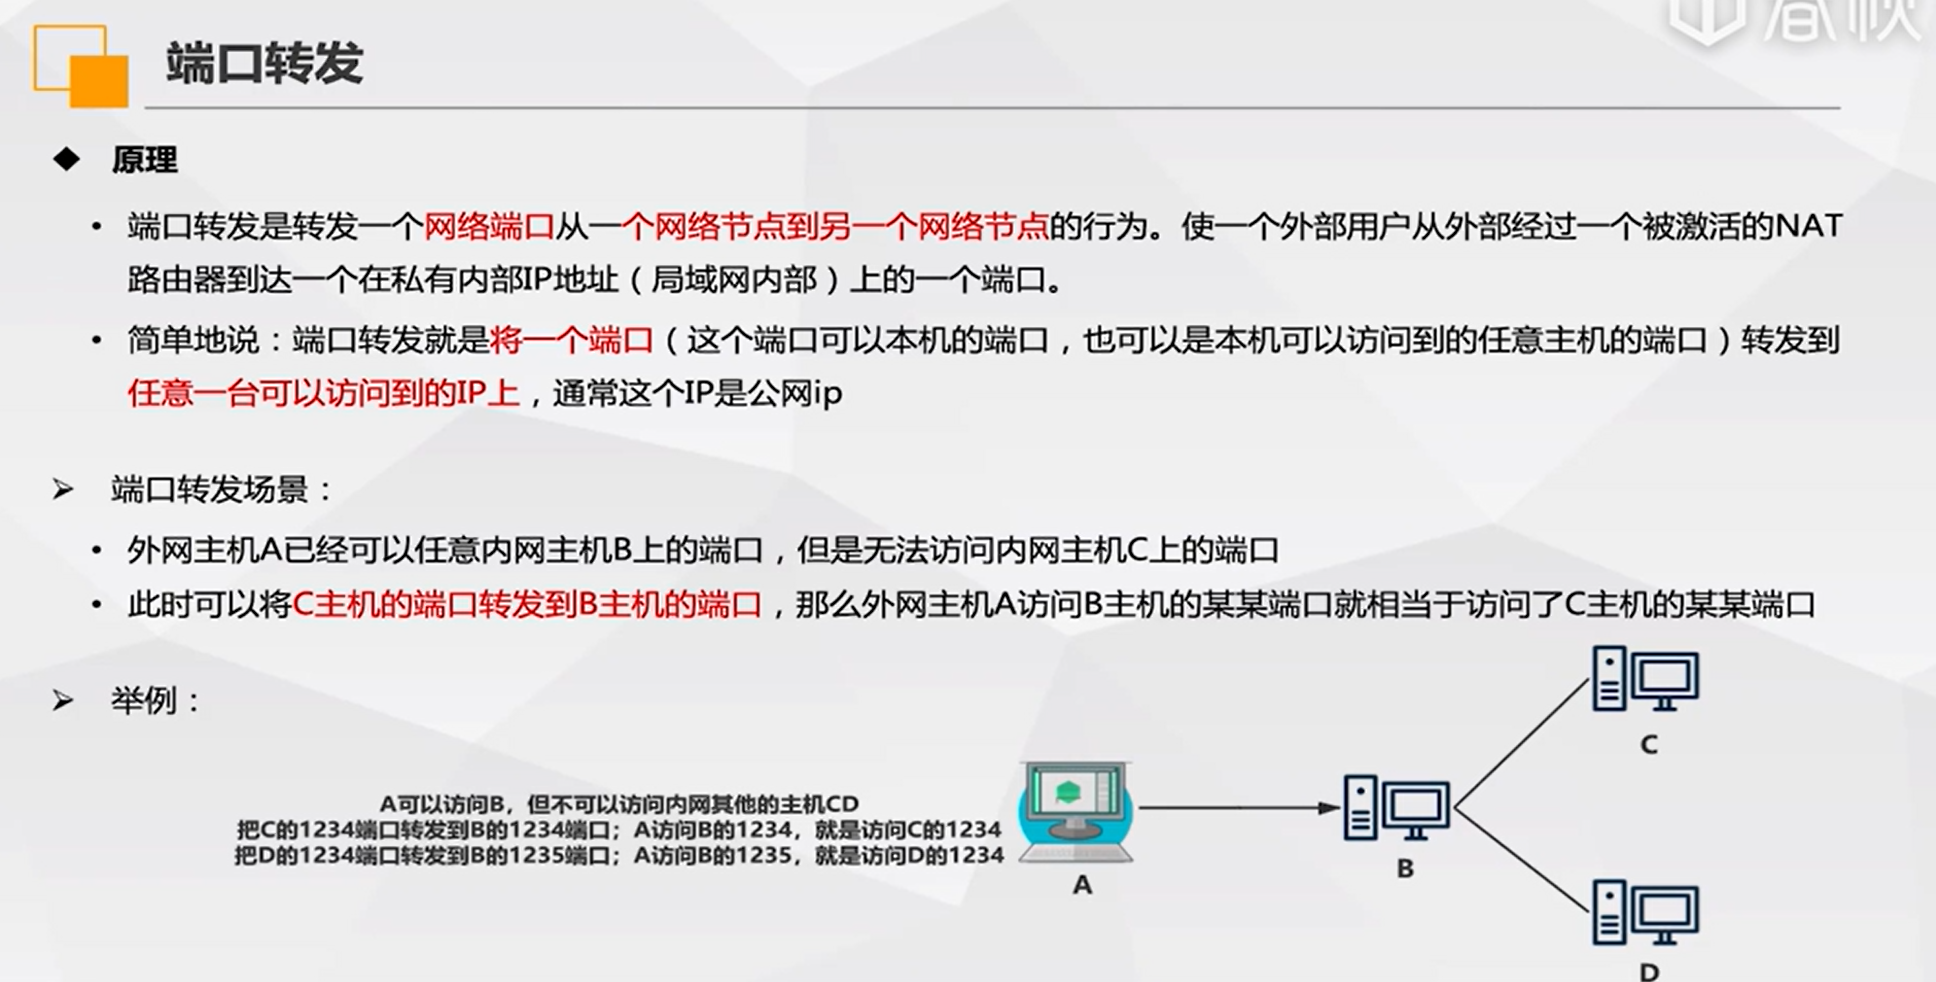 春秋
端口转发
◆ 原理
• 端口转发是转发一个网络端口从一个网络节点到另一个网络节点的行为。使一个外部用户从外部经过一个被激活的NAT
路由器到达一个在私有内部IP地址（局域网内部）上的一个端口。
• 简单地说：端口转发就是将一个端口（这个端口可以本机的端口，也可以是本机可以访问到的任意主机的端口）转发到
任意一台可以访问到的IP上，通常这个IP是公网ip
➢ 端口转发场景：
• 外网主机A已经可以任意内网主机B上的端口，但是无法访问内网主机C上的端口
• 此时可以将C主机的端口转发到B主机的端口，那么外网主机A访问B主机的某某端口就相当于访问了C主机的某某端口
➢ 举例：
A可以访问B，但不可以访问内网其他的主机CD
把C的1234端口转发到B的1234端口；A访问B的1234，就是访问C的1234
把D的1234端口转发到B的1235端口；A访问B的1235，就是访问D的1234
A
B
C
D